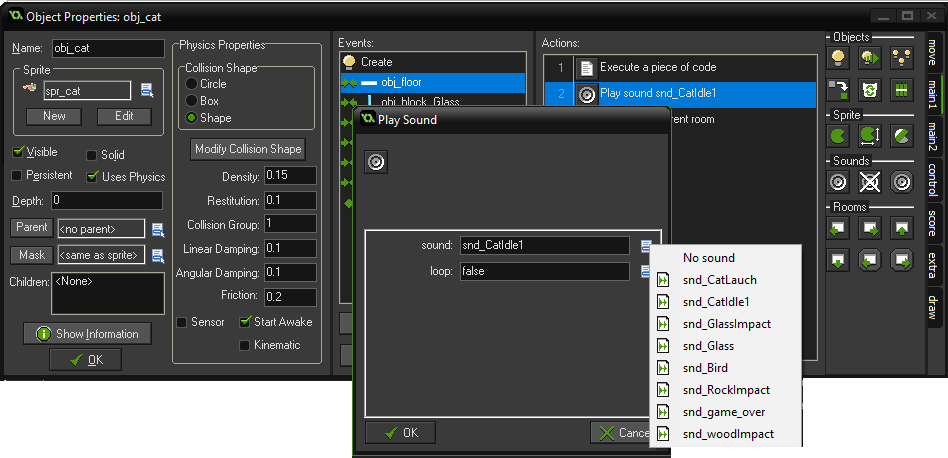 Object Properties: obj_cat
Name: obj_cat
Sprite
spr_cat
New Edit
Visible Solid
Persistent Uses Physics
Depth: 0
Parent <no parent>
Mask <same as sprite>
Children: <None>
Show Information
OK
Physics Properties
Collision Shape
Circle
Box
Shape
Modify Collision Shape
Density: 0.15
Restitution: 0.1
Collision Group: 1
Linear Damping: 0.1
Angular Damping: 0.1
Friction: 0.2
Sensor Start Awake
Kinematic
Events:
Create
obj_floor
obj_block_Glass
Actions:
1 Execute a piece of code
2 Play sound snd_CatIdle1
rent room
Objects
Sprite
Sounds
Rooms
move
main1
main2
control
score
extra
draw
Play Sound
sound: snd_CatIdle1
loop: false
OK Cance
No sound
snd_CatLauch
snd_CatIdle1
snd_GlassImpact
snd_Glass
snd_Bird
snd_RockImpact
snd_game_over
snd_woodImpact